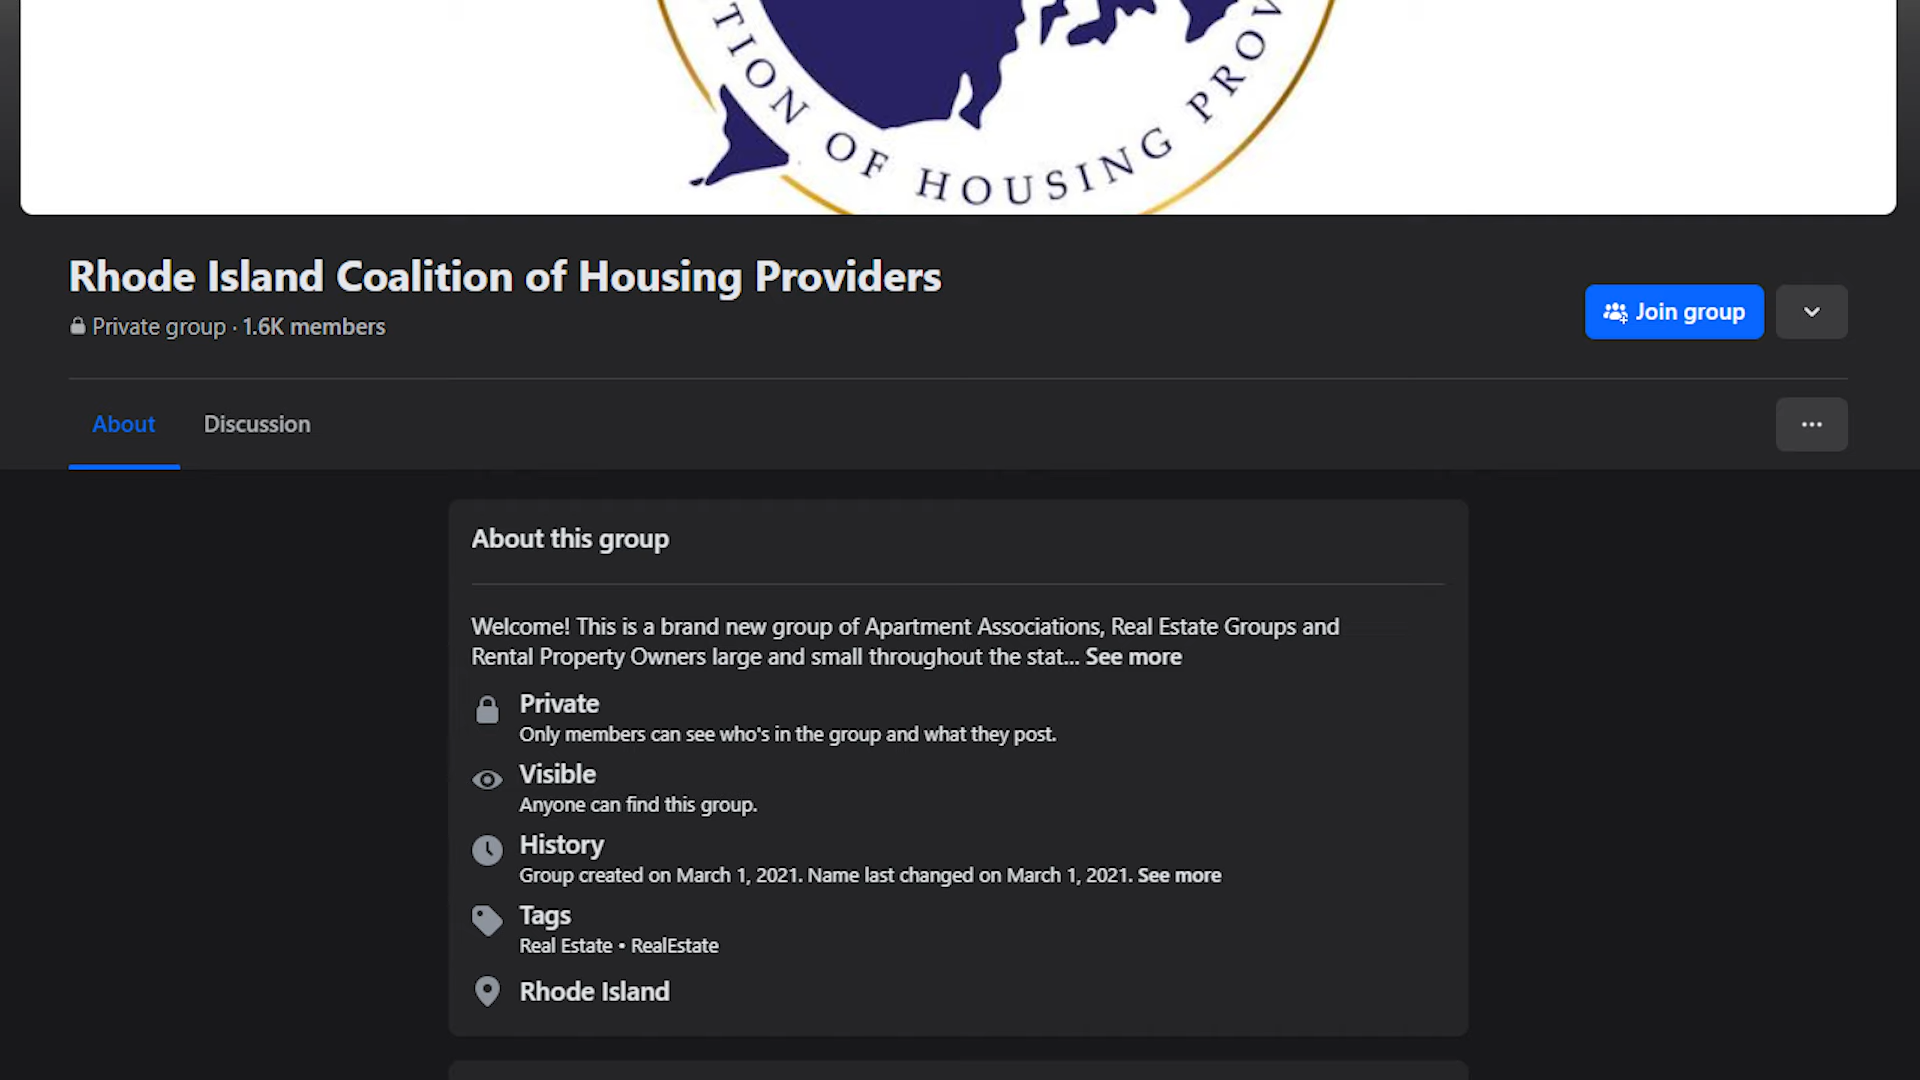 TION OF HOUSING PROV
Rhode Island Coalition of Housing Providers
Private group · 1.6K members
Join group
About Discussion
About this group
Welcome! This is a brand new group of Apartment Associations, Real Estate Groups and
Rental Property Owners large and small throughout the stat... See more
Private
Only members can see who's in the group and what they post.
Visible
Anyone can find this group.
History
Group created on March 1, 2021. Name last changed on March 1, 2021. See more
Tags
Real Estate • RealEstate
Rhode Island